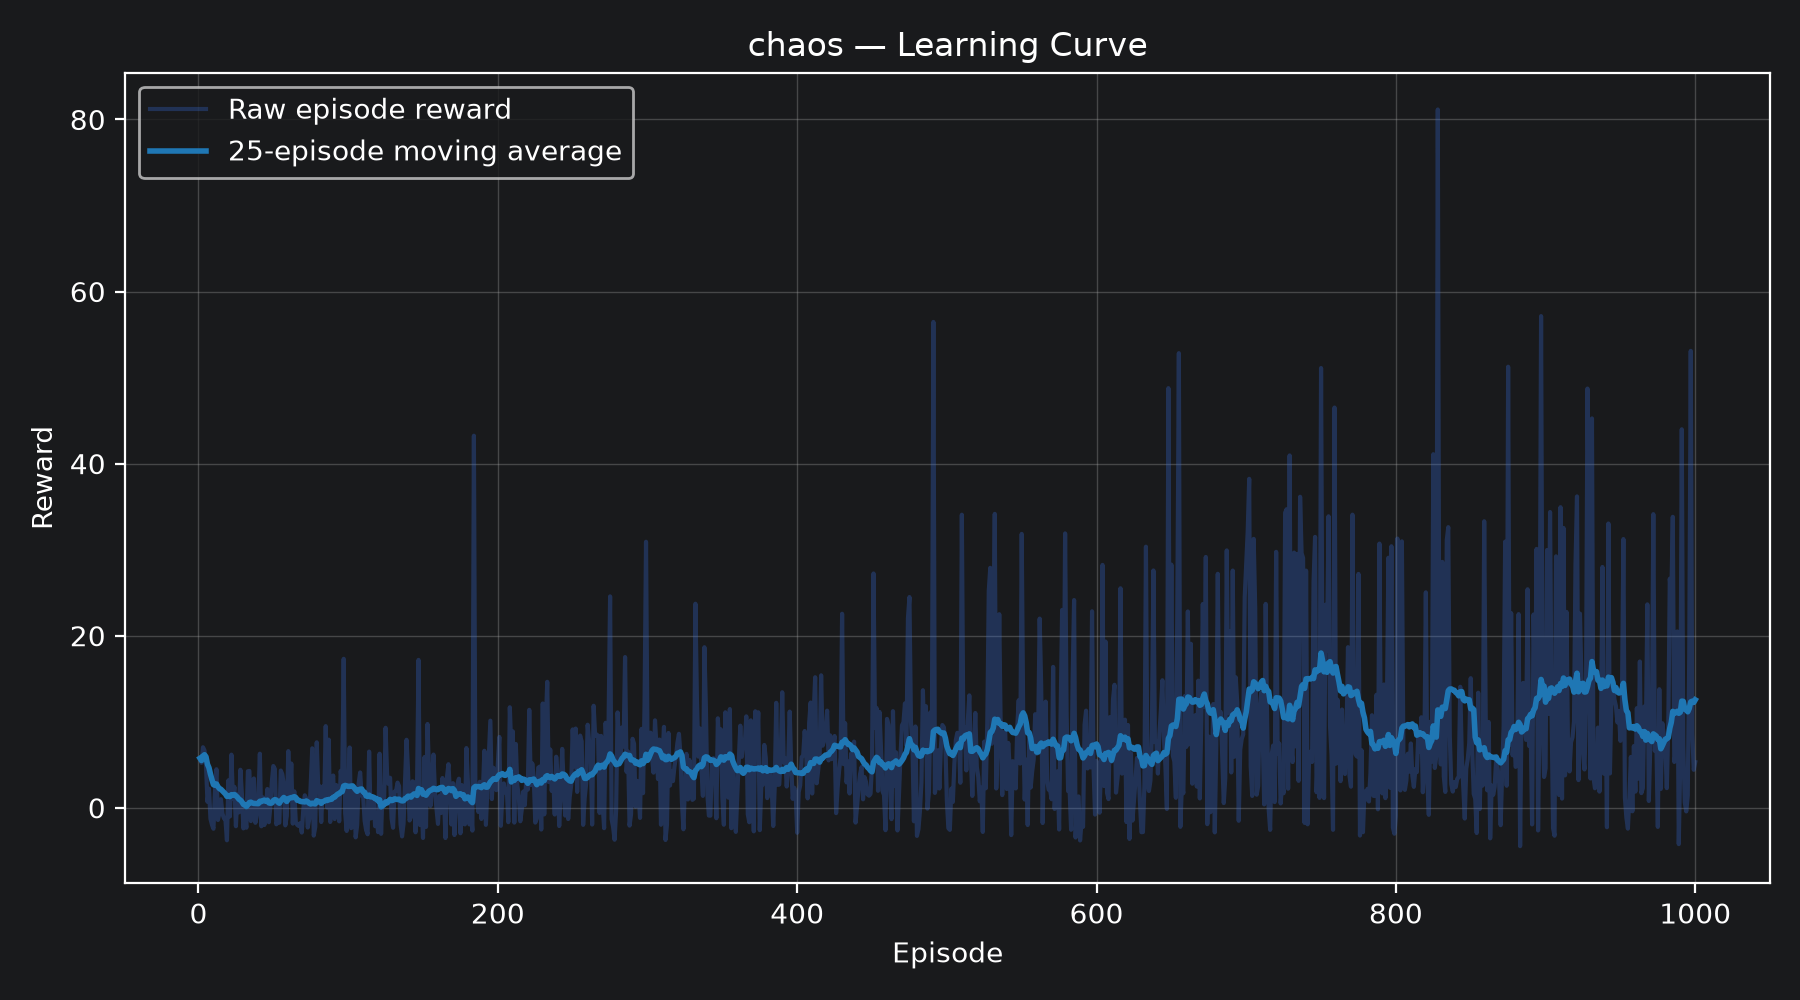 chaos — Learning Curve
Raw episode reward
25-episode moving average
80
60
40
20
0
Reward
0
200
400
600
800
1000
Episode